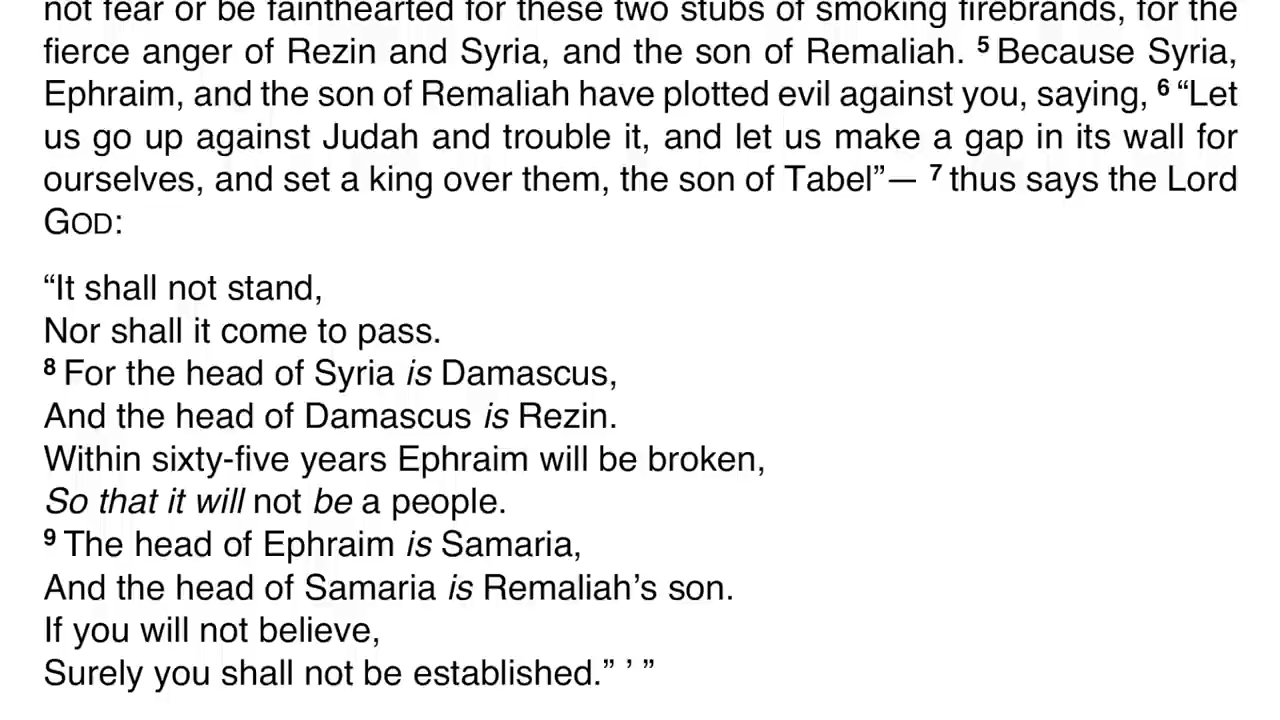 not fear or be fainthearted for these two stubs of smoking firebrands, for the
fierce anger of Rezin and Syria, and the son of Remaliah. 5 Because Syria,
Ephraim, and the son of Remaliah have plotted evil against you, saying, 6 “Let
us go up against Judah and trouble it, and let us make a gap in its wall for
ourselves, and set a king over them, the son of Tabel”— 7 thus says the Lord
GOD:
“It shall not stand,
Nor shall it come to pass.
8 For the head of Syria is Damascus,
And the head of Damascus is Rezin.
Within sixty-five years Ephraim will be broken,
So that it will not be a people.
9 The head of Ephraim is Samaria,
And the head of Samaria is Remaliah’s son.
If you will not believe,
Surely you shall not be established.” ’ ”